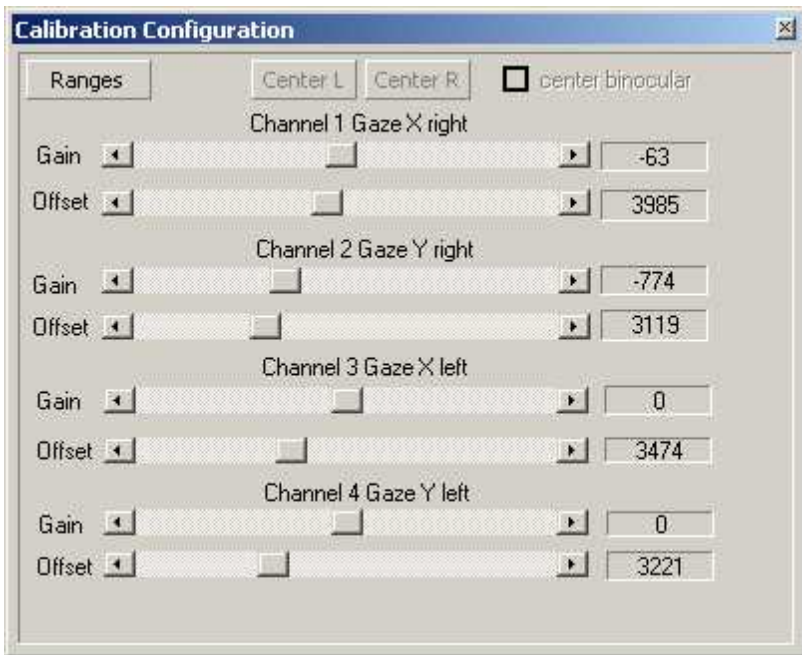 Calibration Configuration
Ranges Center L Center R center binocular
Channel 1 Gaze X right
Gain -63
Offset 3985
Channel 2 Gaze Y right
Gain -774
Offset 3119
Channel 3 Gaze X left
Gain 0
Offset 3474
Channel 4 Gaze Y left
Gain 0
Offset 3221